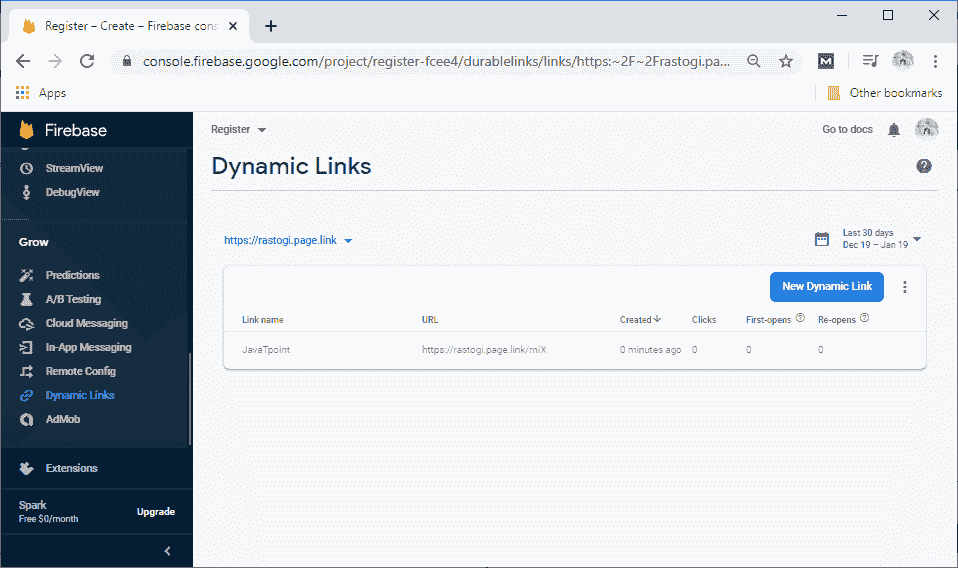 Register – Create – Firebase cons
console.firebase.google.com/project/register-fcee4/durablelinks/links/https:~2F~2Frastogi.pa...
Apps
Other bookmarks
Firebase
Register
Go to docs
StreamView
DebugView
Dynamic Links
Grow
https://rastogi.page.link
Last 30 days
Dec 19 – Jan 19
Predictions
A/B Testing
Cloud Messaging
In-App Messaging
Remote Config
Dynamic Links
AdMob
Extensions
Spark
Free $0/month
Upgrade
New Dynamic Link
Link name URL Created Clicks First-opens Re-opens
JavaTpoint https://rastogi.page.link/rniX 0 minutes ago 0 0 0